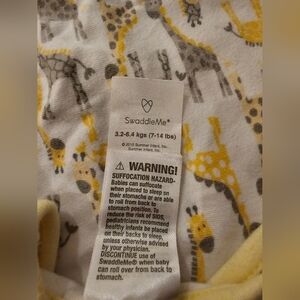 SwaddleMe®
3.2-6.4 kgs (7-14 lbs)
© 2015 Summer Infant, Inc.
Summer Infant, Inc.
⚠ WARNING!
SUFFOCATION HAZARD-
Babies can suffocate
when placed to sleep on
their stomachs or are able
to roll from back to
stomach position. To
reduce the risk of SIDS,
pediatricians recommend
healthy infants be placed
on their back to sleep,
unless otherwise advised
by your physician.
DISCONTINUE use of
SwaddleMe® when baby
can roll over from back to
stomach.